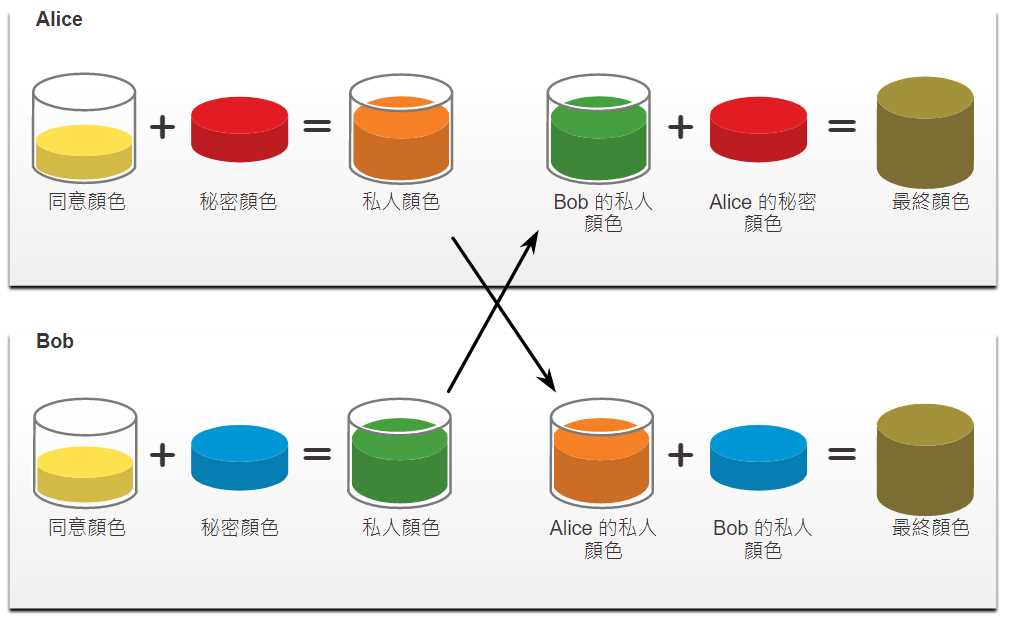 Alice
+ = + =
同意顏色 秘密顏色 私人顏色 Bob 的私人 Alice 的秘密 最終顏色
顏色 顏色
Bob
+ = + =
同意顏色 秘密顏色 私人顏色 Alice 的私人 Bob 的私人 最終顏色
顏色 顏色